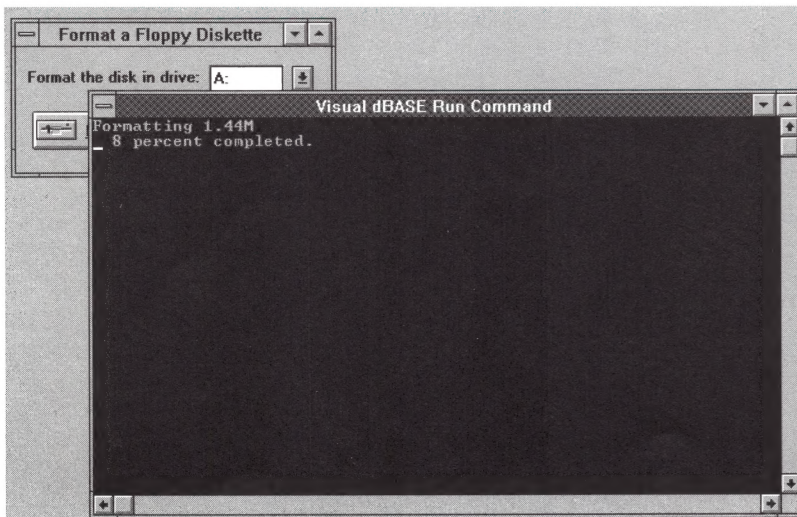 Format a Floppy Diskette
Format the disk in drive: A:
Visual dBASE Run Command
Formatting 1.44M
8 percent completed.